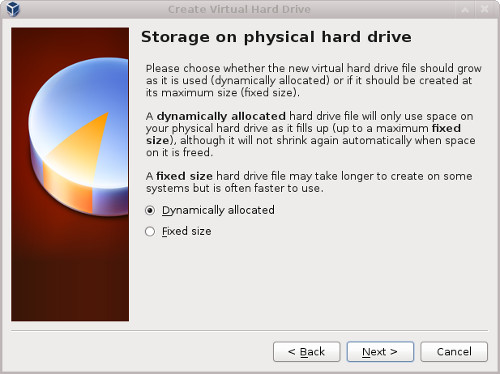 Create Virtual Hard Drive
Storage on physical hard drive
Please choose whether the new virtual hard drive file should grow
as it is used (dynamically allocated) or if it should be created at
its maximum size (fixed size).
A dynamically allocated hard drive file will only use space on
your physical hard drive as it fills up (up to a maximum fixed
size), although it will not shrink again automatically when space
on it is freed.
A fixed size hard drive file may take longer to create on some
systems but is often faster to use.
Dynamically allocated
Fixed size
< Back
Next >
Cancel